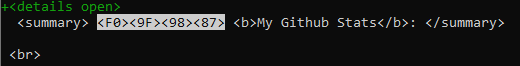 +<details open>
<summary> <F0><9F><98><87> <b>My Github Stats</b>: </summary>
<br>